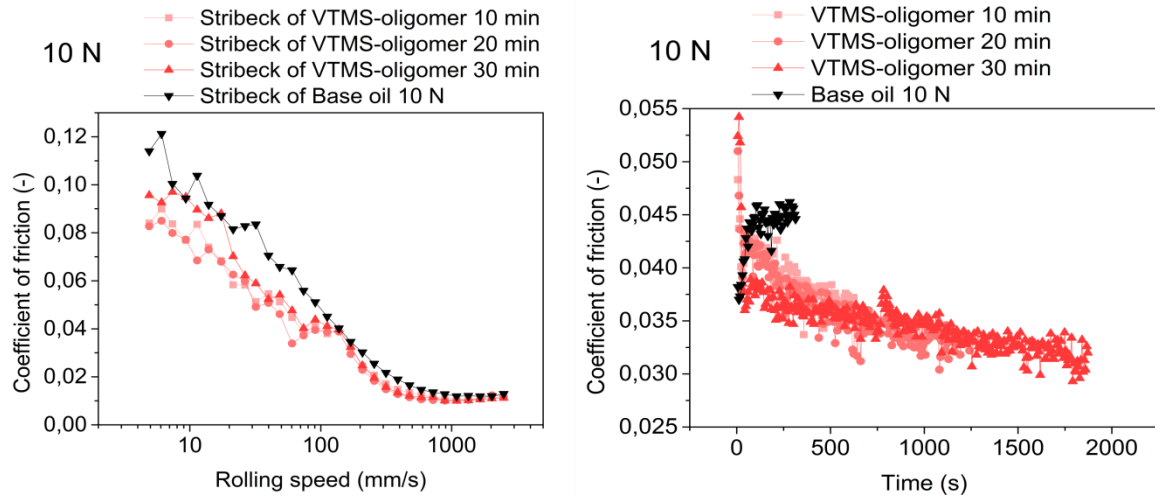 10 N
Stribeck of VTMS-oligomer 10 min
Stribeck of VTMS-oligomer 20 min
Stribeck of VTMS-oligomer 30 min
Stribeck of Base oil 10 N
Coefficient of friction (-)
0,12
0,10
0,08
0,06
0,04
0,02
0,00
10
100
1000
Rolling speed (mm/s)
10 N
VTMS-oligomer 10 min
VTMS-oligomer 20 min
VTMS-oligomer 30 min
Base oil 10 N
Coefficient of friction (-)
0,055
0,050
0,045
0,040
0,035
0,030
0,025
0
500
1000
1500
2000
Time (s)